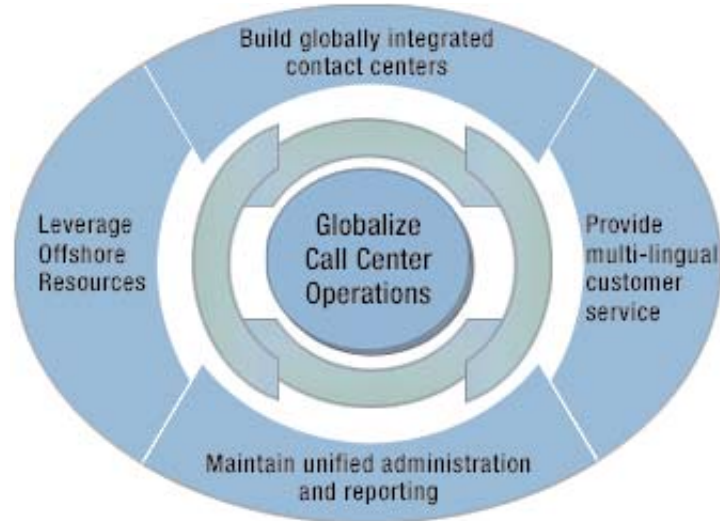 Build globally integrated
contact centers
Leverage
Offshore
Resources
Globalize
Call Center
Operations
Provide
multi-lingual
customer
service
Maintain unified administration
and reporting